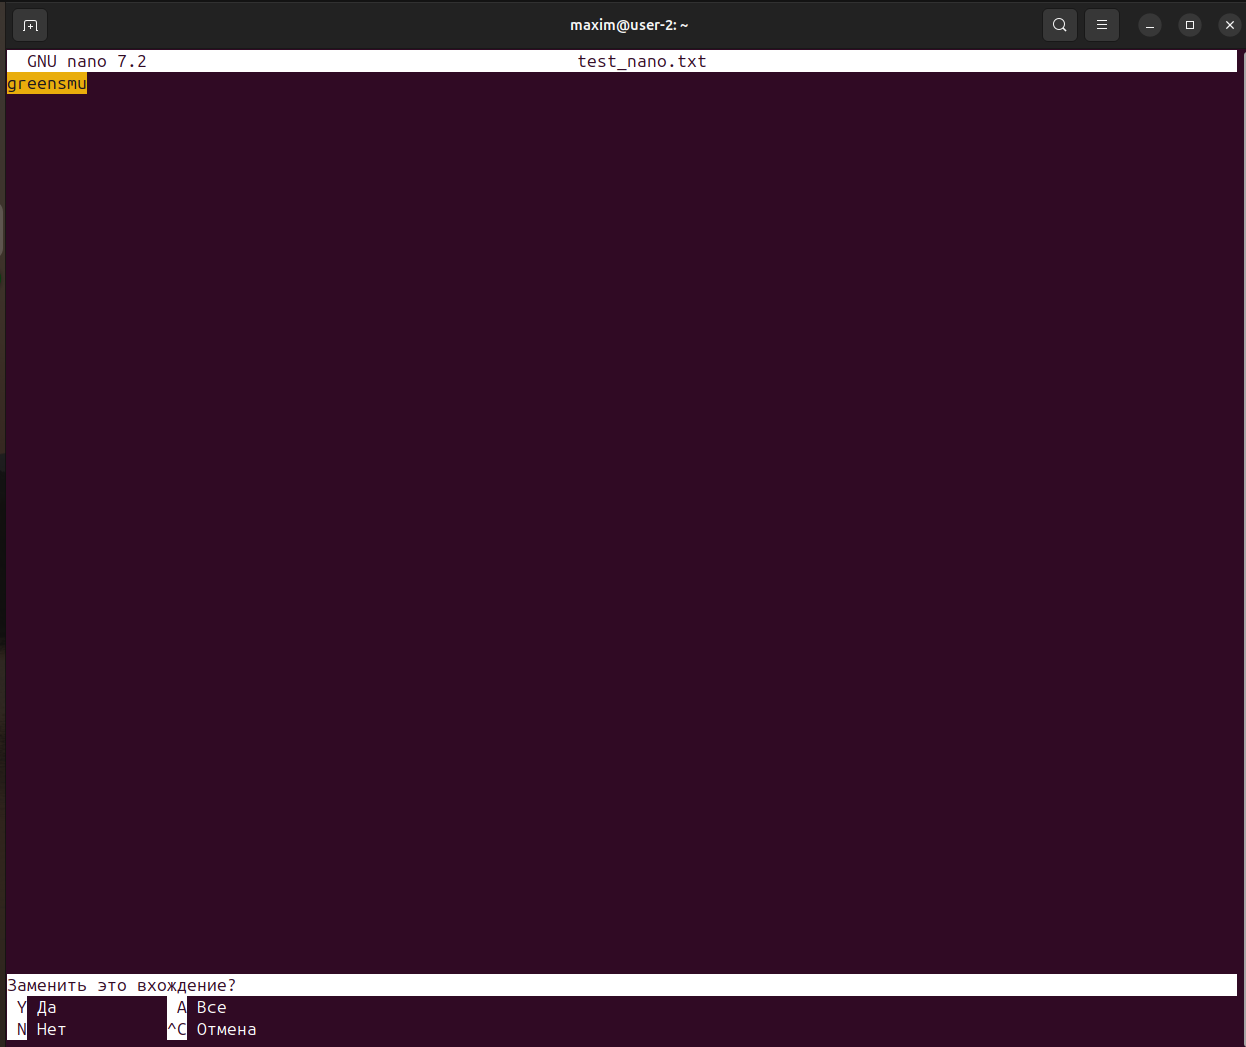 maxim@user-2: ~
GNU nano 7.2 test_nano.txt
greensmu
Заменить это вхождение?
Y Да A Все
N Нет ^C Отмена